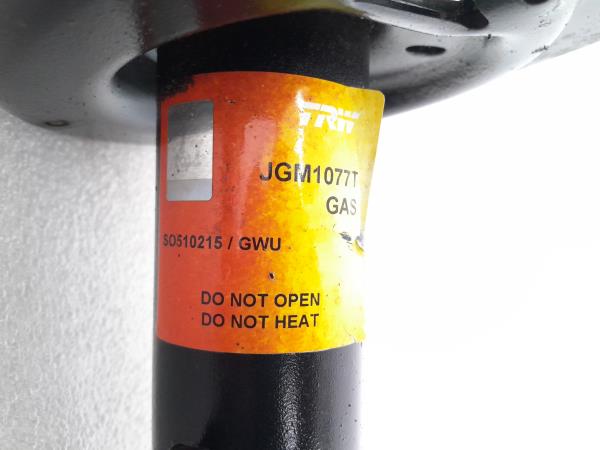 TRW
JGM1077T
GAS
SO510215 / GWU
DO NOT OPEN
DO NOT HEAT